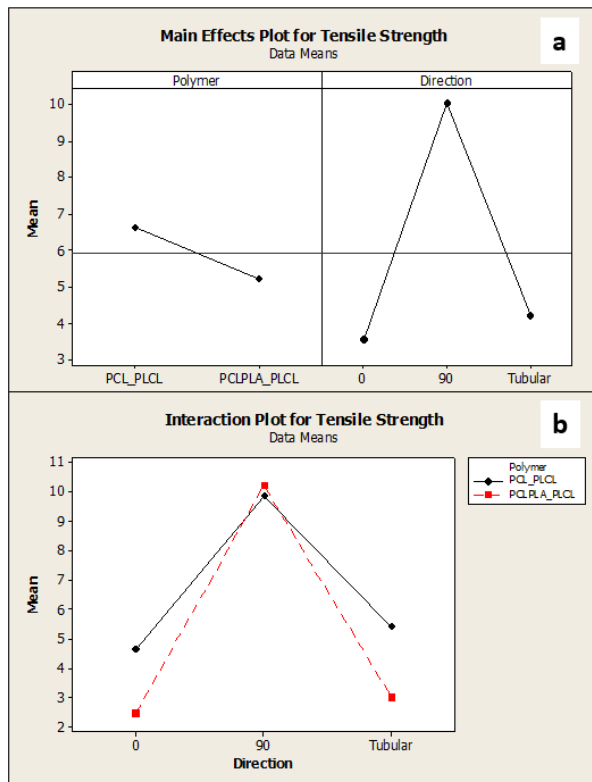 Main Effects Plot for Tensile Strength
Data Means
a
Polymer
Direction
10
9
8
7
6
5
4
3
Mean
PCL_PLCL
PCLPLA_PLCL
0
90
Tubular
Interaction Plot for Tensile Strength
Data Means
b
Polymer
PCL_PLCL
PCLPLA_PLCL
11
10
9
8
7
6
5
4
3
2
Mean
0
90
Tubular
Direction